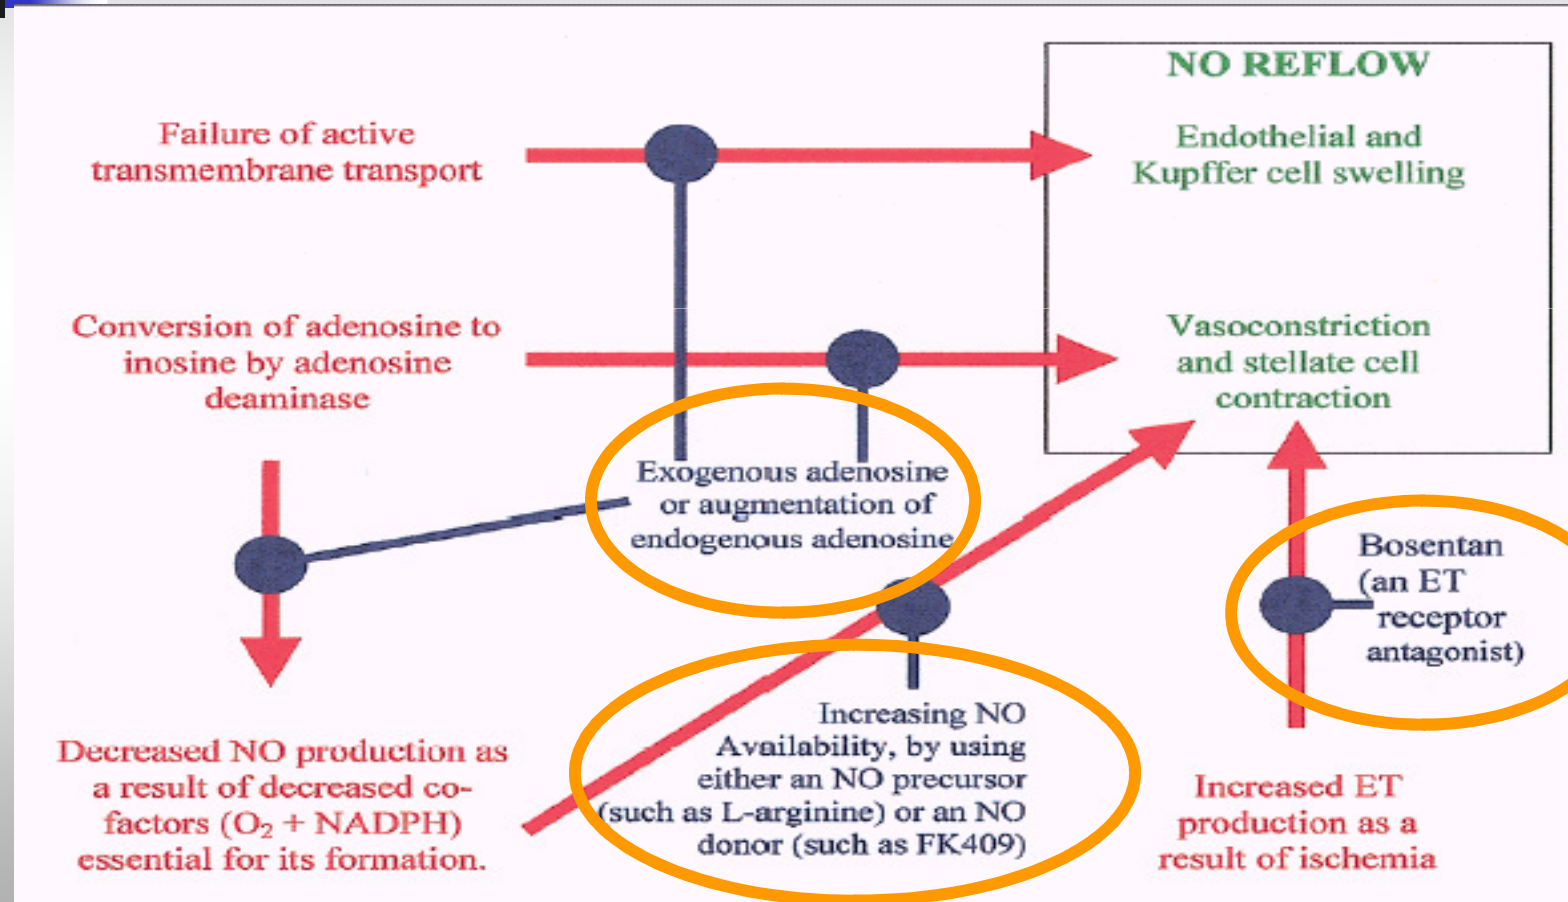 NO REFLOW
Failure of active
transmembrane transport
Endothelial and
Kupffer cell swelling
Conversion of adenosine to
inosine by adenosine
deaminase
Vasoconstriction
and stellate cell
contraction
Exogenous adenosine
or augmentation of
endogenous adenosine
Bosentan
(an ET
receptor
antagonist)
Increasing NO
Availability, by using
either an NO precursor
(such as L-arginine) or an NO
donor (such as FK409)
Decreased NO production as
a result of decreased co-
factors (O₂ + NADPH)
essential for its formation.
Increased ET
production as a
result of ischemia